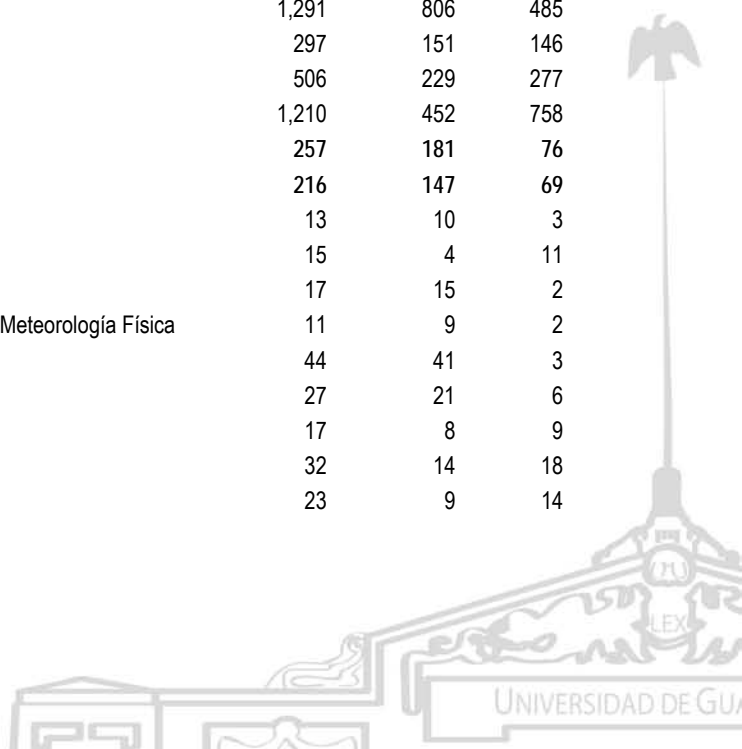 1,291 806 485
297 151 146
506 229 277
1,210 452 758
257 181 76
216 147 69
13 10 3
15 4 11
17 15 2
Meteorología Física 11 9 2
44 41 3
27 21 6
17 8 9
32 14 18
23 9 14
LEX
UNIVERSIDAD DE